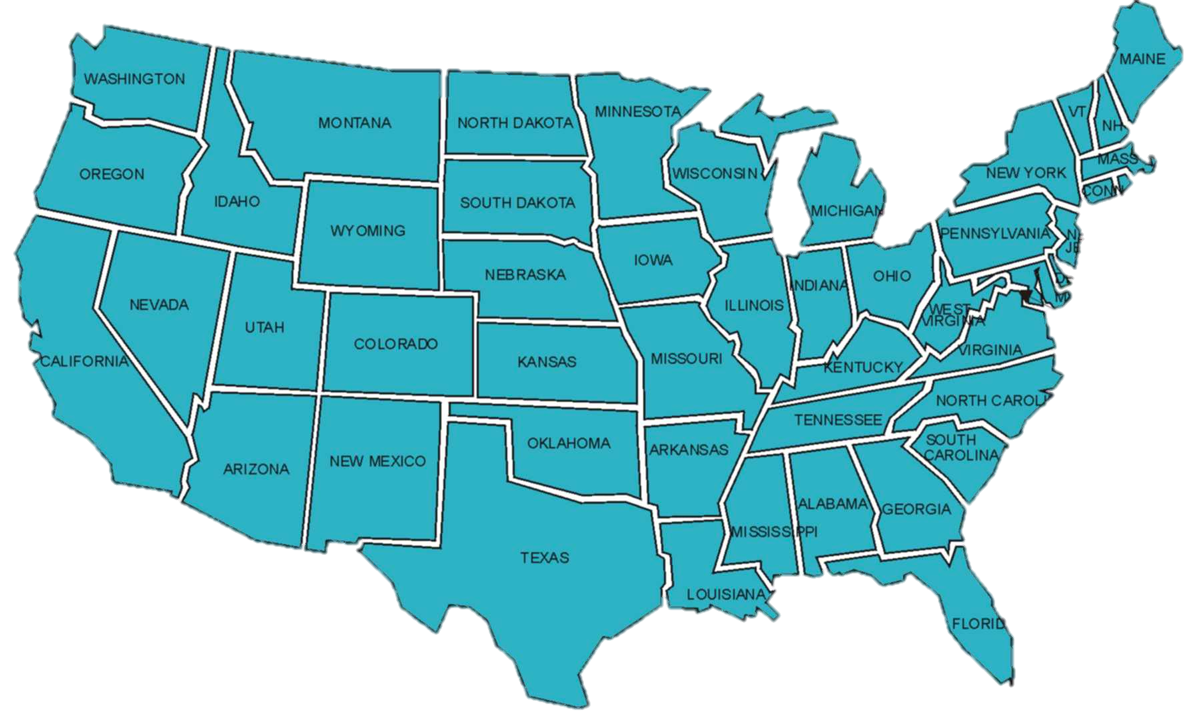 MAINE
WASHINGTON
MONTANA
NORTH DAKOTA
MINNESOTA
VT
NH
OREGON
IDAHO
WYOMING
SOUTH DAKOTA
WISCONSIN
MICHIGAN
NEW YORK
MASS
CONN
NEVADA
UTAH
COLORADO
NEBRASKA
IOWA
ILLINOIS
INDIANA
OHIO
PENNSYLVANIA
CALIFORNIA
KANSAS
MISSOURI
KENTUCKY
WEST
VIRGINIA
VIRGINIA
ARIZONA
NEW MEXICO
OKLAHOMA
ARKANSAS
TENNESSEE
NORTH CAROL
SOUTH
CAROLINA
TEXAS
LOUISIANA
MISSISSIPPI
ALABAMA
GEORGIA
FLORID